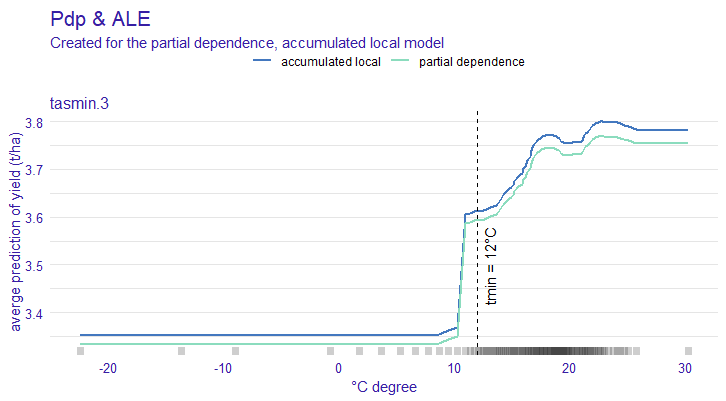 Pdp & ALE
Created for the partial dependence, accumulated local model
accumulated local partial dependence
tasmin.3
averge prediction of yield (t/ha)
3.8
3.7
3.6
3.5
3.4
tmin = 12°C
-20 -10 0 10 20 30
°C degree